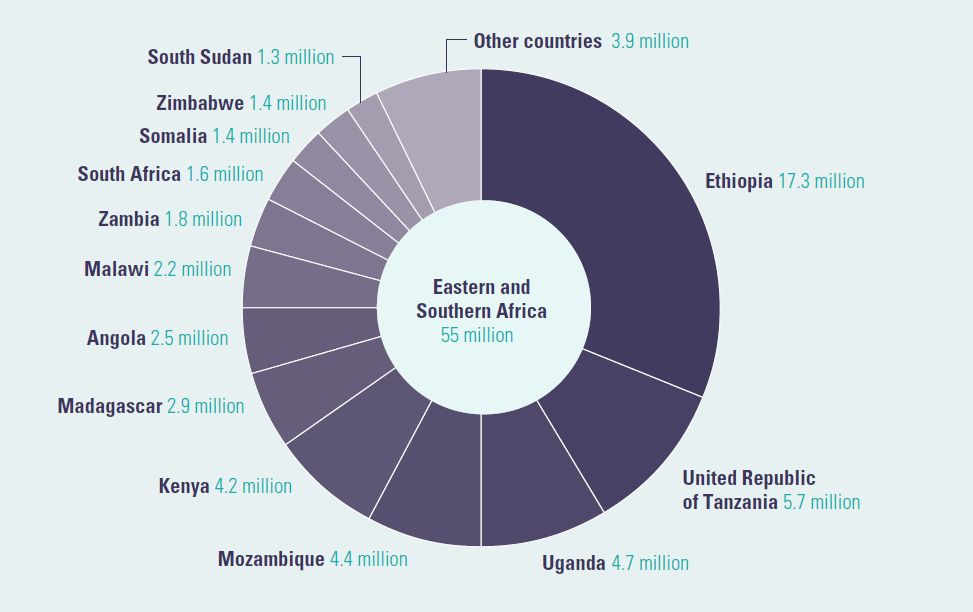 Other countries 3.9 million
South Sudan 1.3 million
Zimbabwe 1.4 million
Somalia 1.4 million
South Africa 1.6 million
Zambia 1.8 million
Malawi 2.2 million
Angola 2.5 million
Madagascar 2.9 million
Kenya 4.2 million
Mozambique 4.4 million
Uganda 4.7 million
United Republic
of Tanzania 5.7 million
Ethiopia 17.3 million
Eastern and
Southern Africa
55 million